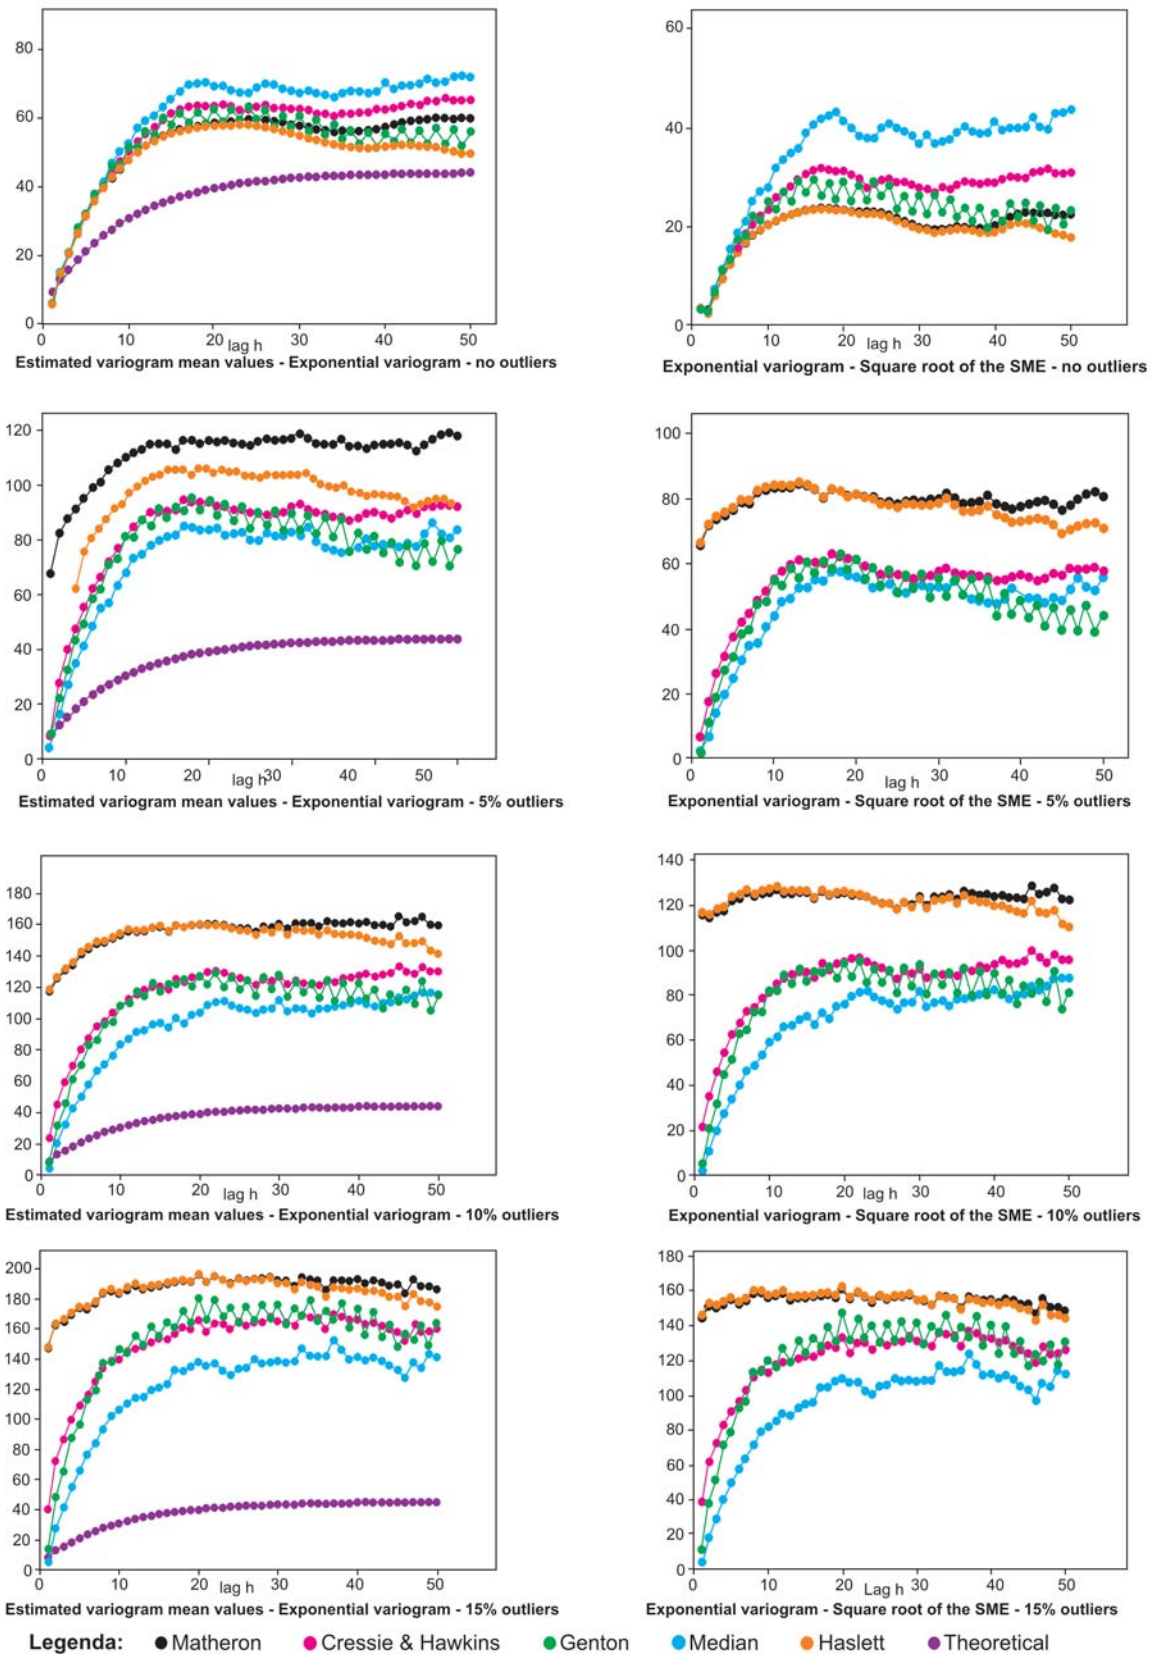 80
60
40
20
0
0 10 20 30 40 50
lag h
Estimated variogram mean values - Exponential variogram - no outliers
60
40
20
0
0 10 20 30 40 50
lag h
Exponential variogram - Square root of the SME - no outliers
120
100
80
60
40
20
0
0 10 20 30 40 50
lag h
Estimated variogram mean values - Exponential variogram - 5% outliers
100
80
60
40
20
0
0 10 20 30 40 50
lag h
Exponential variogram - Square root of the SME - 5% outliers
180
160
140
120
100
80
60
40
20
0
0 10 20 30 40 50
lag h
Estimated variogram mean values - Exponential variogram - 10% outliers
140
120
100
80
60
40
20
0
0 10 20 30 40 50
lag h
Exponential variogram - Square root of the SME - 10% outliers
200
180
160
140
120
100
80
60
40
20
0
0 10 20 30 40 50
lag h
Estimated variogram mean values - Exponential variogram - 15% outliers
180
160
140
120
100
80
60
40
20
0
0 10 20 30 40 50
Lag h
Exponential variogram - Square root of the SME - 15% outliers
Legenda: Matheron Cressie & Hawkins Genton Median Haslett Theoretical